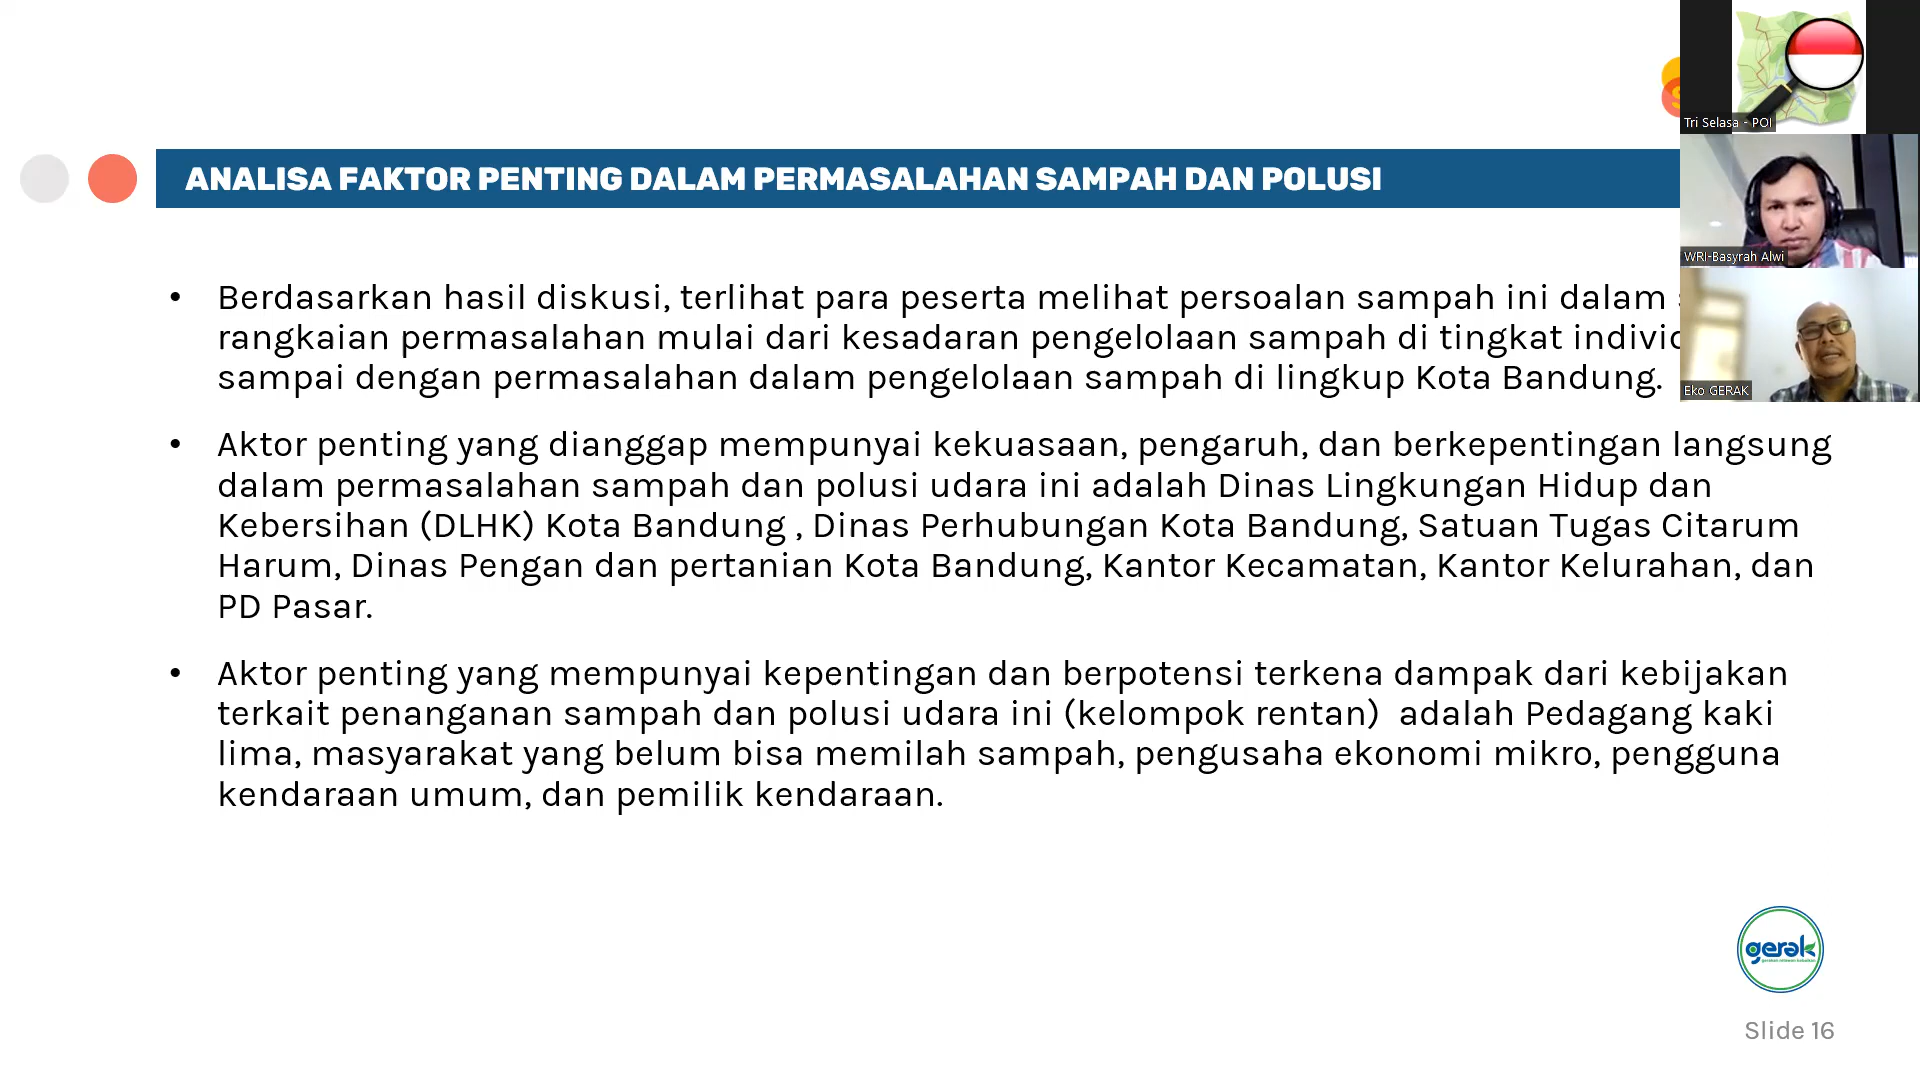 ANALISA FAKTOR PENTING DALAM PERMASALAHAN SAMPAH DAN POLUSI
• Berdasarkan hasil diskusi, terlihat para peserta melihat persoalan sampah ini dalam
rangkaian permasalahan mulai dari kesadaran pengelolaan sampah di tingkat
sampai dengan permasalahan dalam pengelolaan sampah di lingkup Kota Bandung.
• Aktor penting yang dianggap mempunyai kekuasaan, pengaruh, dan berkepentingan langsung
dalam permasalahan sampah dan polusi udara ini adalah Dinas Lingkungan Hidup dan
Kebersihan (DLHK) Kota Bandung , Dinas Perhubungan Kota Bandung, Satuan Tugas Citarum
Harum, Dinas Pengan dan pertanian Kota Bandung, Kantor Kecamatan, Kantor Kelurahan, dan
PD Pasar.
• Aktor penting yang mempunyai kepentingan dan berpotensi terkena dampak dari kebijakan
terkait penanganan sampah dan polusi udara ini (kelompok rentan) adalah Pedagang kaki
lima, masyarakat yang belum bisa memilah sampah, pengusaha ekonomi mikro, pengguna
kendaraan umum, dan pemilik kendaraan.
Tri Selasa - POI
WRI-Basyrah Alwi
Eko GERAK
gerak
Slide 16